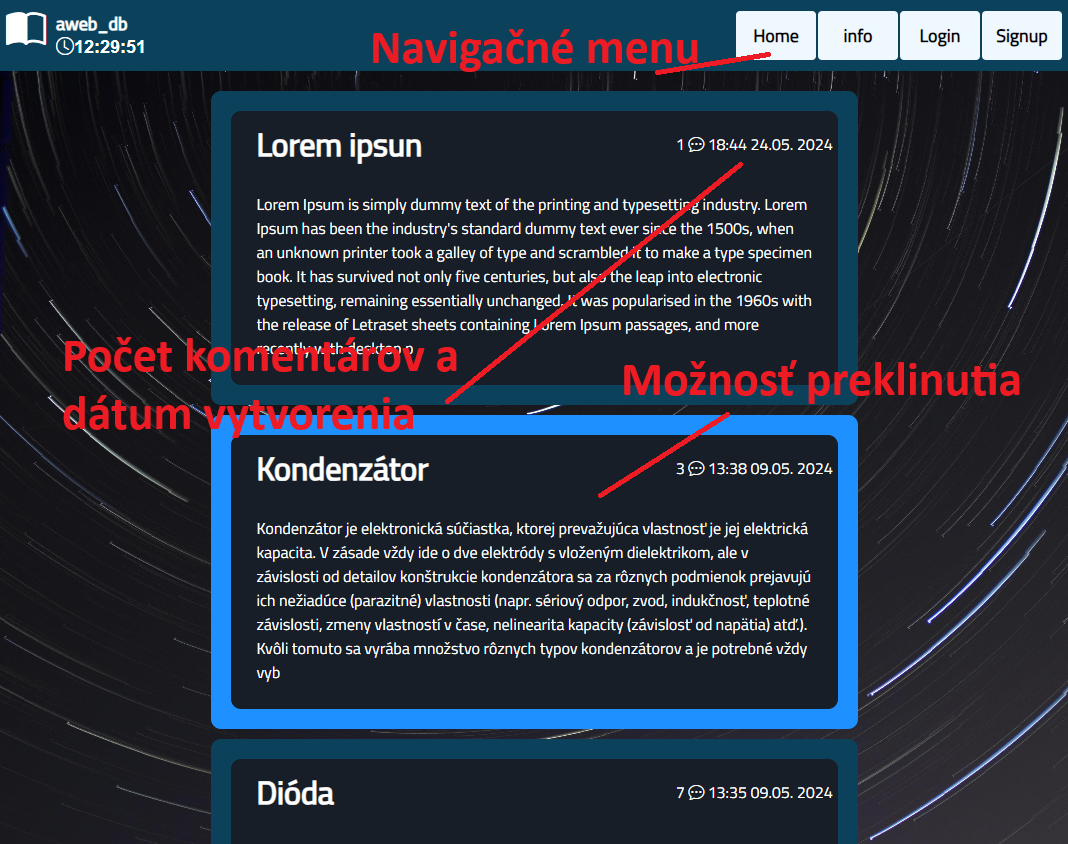 aweb_db
12:29:51
Navigačné menu
Home
info
Login
Signup
Lorem ipsun
1 18:44 24.05. 2024
Lorem Ipsum is simply dummy text of the printing and typesetting industry. Lorem
Ipsum has been the industry's standard dummy text ever since the 1500s, when
an unknown printer took a galley of type and scrambled it to make a type specimen
book. It has survived not only five centuries, but also the leap into electronic
typesetting, remaining essentially unchanged. It was popularised in the 1960s with
the release of Letraset sheets containing Lorem Ipsum passages, and more
recently with desktop p
Počet komentárov a
dátum vytvorenia
Možnosť preklinutia
Kondenzátor
3 13:38 09.05. 2024
Kondenzátor je elektronická súčiastka, ktorej prevažujúca vlastnosť je jej elektrická
kapacita. V zásade vždy ide o dve elektródy s vloženým dielektrikom, ale v
závislosti od detailov konštrukcie kondenzátora sa za rôznych podmienok prejavujú
ich nežiadúce (parazitné) vlastnosti (napr. sériový odpor, zvod, indukčnosť, teplotné
závislosti, zmeny vlastností v čase, nelinearita kapacity (závislosť od napätia) atď.).
Kvôli tomuto sa vyrába množstvo rôznych typov kondenzátorov a je potrebné vždy
vyb
Dióda
7 13:35 09.05. 2024